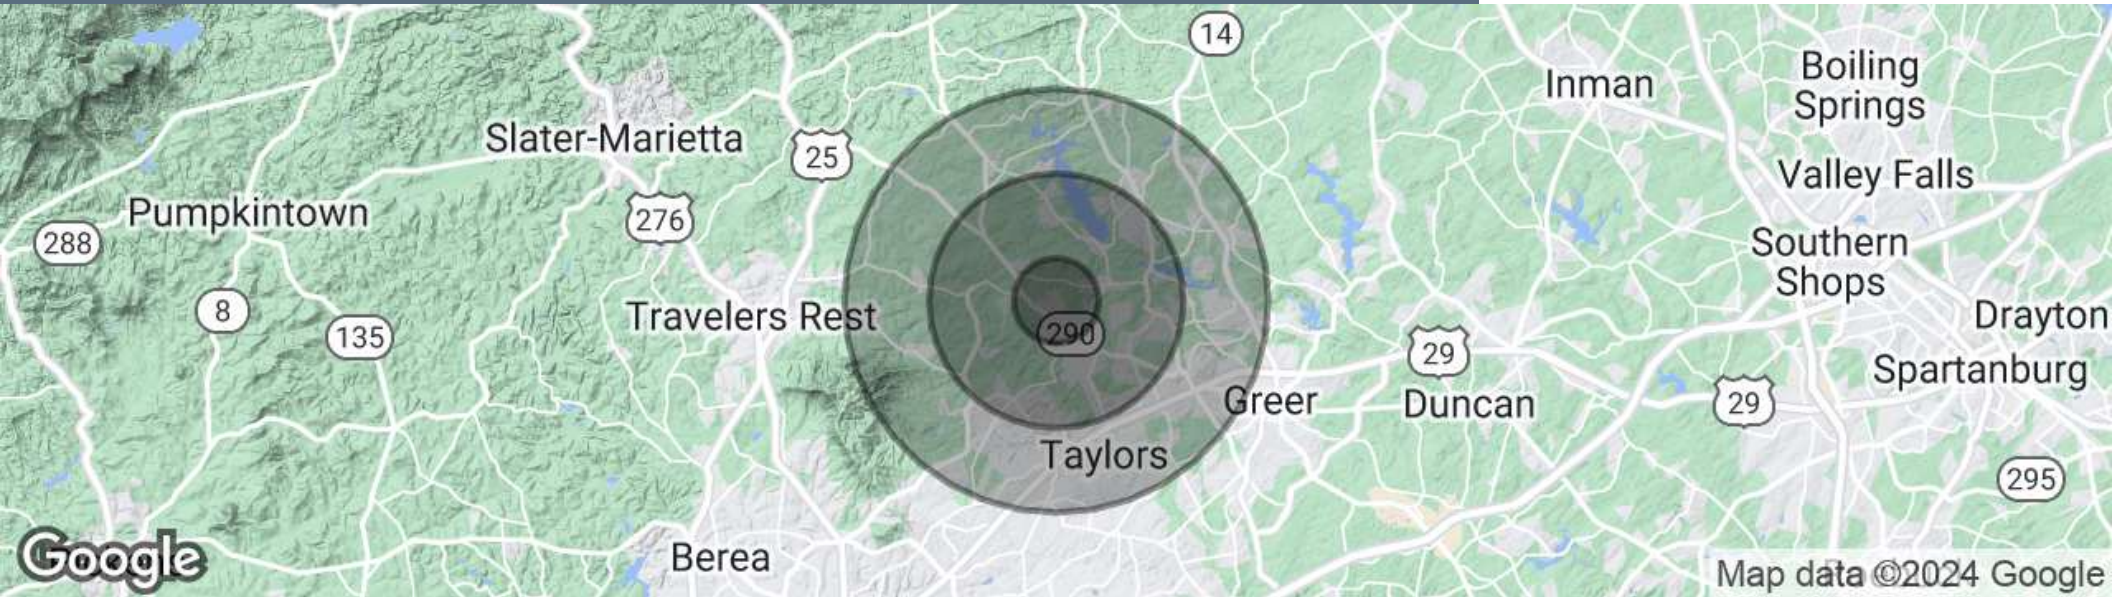 14
Inman
Boiling
Springs
Slater-Marietta
25
Valley Falls
Pumpkintown
276
288
Southern
Shops
8
Travelers Rest
290
135
Drayton
29
Spartanburg
Greer
Duncan
29
Taylors
295
Berea
Google
Map data ©2024 Google